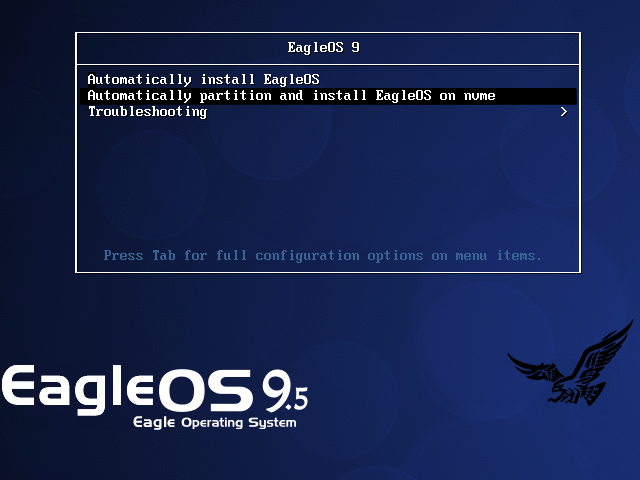 EagleOS 9
Automatically install EagleOS
Automatically partition and install EagleOS on nvme
Troubleshooting >
Press Tab for full configuration options on menu items.
EagleOS 9.5
Eagle Operating System